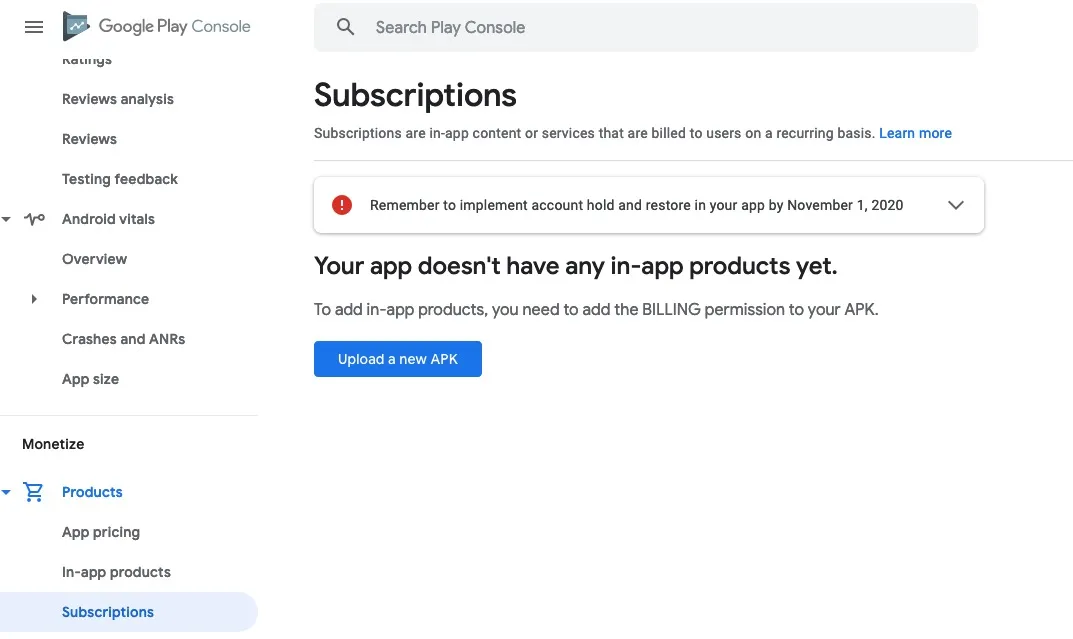 Google Play Console
Search Play Console
Ratings
Reviews analysis
Reviews
Testing feedback
Android vitals
Overview
Performance
Crashes and ANRs
App size
Monetize
Products
App pricing
In-app products
Subscriptions
Subscriptions
Subscriptions are in-app content or services that are billed to users on a recurring basis. Learn more
Remember to implement account hold and restore in your app by November 1, 2020
Your app doesn't have any in-app products yet.
To add in-app products, you need to add the BILLING permission to your APK.
Upload a new APK